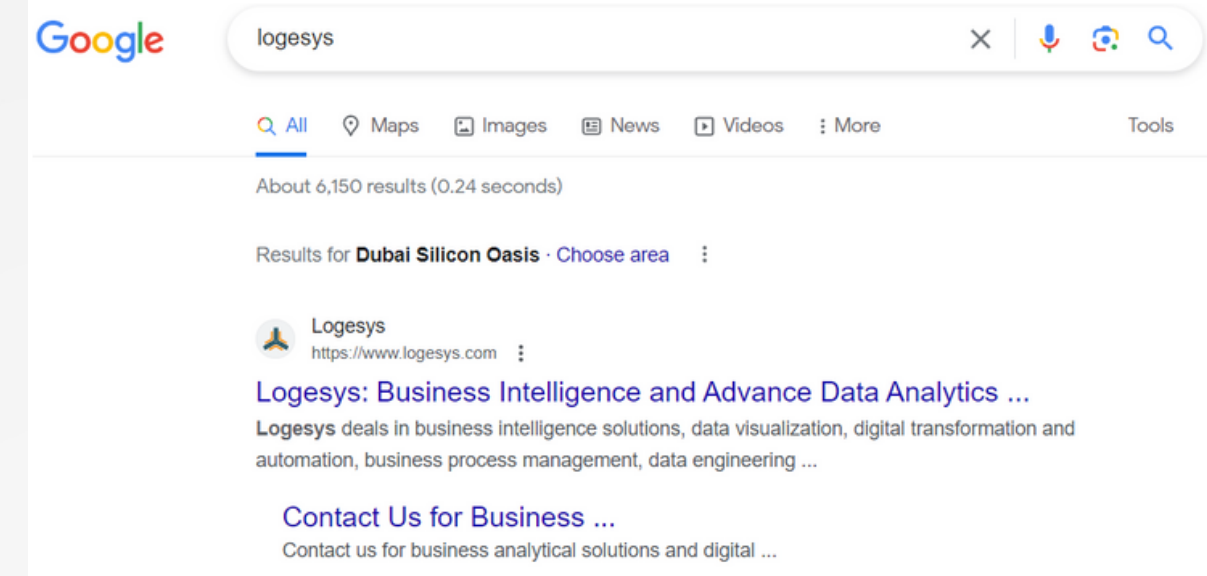 Google
logesys
All Maps Images News Videos More Tools
About 6,150 results (0.24 seconds)
Results for Dubai Silicon Oasis · Choose area
Logesys
https://www.logesys.com
Logesys: Business Intelligence and Advance Data Analytics ...
Logesys deals in business intelligence solutions, data visualization, digital transformation and
automation, business process management, data engineering ...
Contact Us for Business ...
Contact us for business analytical solutions and digital ...